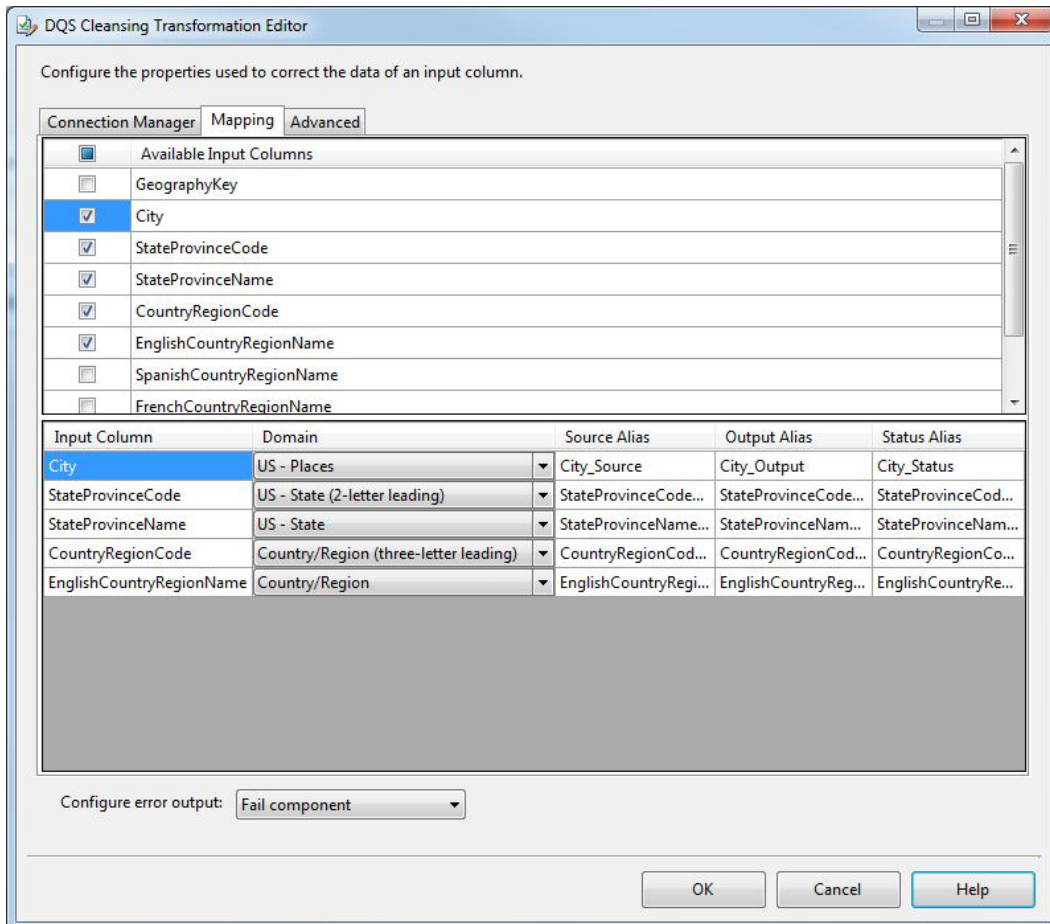 DQS Cleansing Transformation Editor
Configure the properties used to correct the data of an input column.
Connection Manager Mapping Advanced
Available Input Columns
GeographyKey
City
StateProvinceCode
StateProvinceName
CountryRegionCode
EnglishCountryRegionName
SpanishCountryRegionName
FrenchCountryRegionName
Input Column Domain Source Alias Output Alias Status Alias
City US - Places City_Source City_Output City_Status
StateProvinceCode US - State (2-letter leading) StateProvinceCode... StateProvinceCode... StateProvinceCod...
StateProvinceName US - State StateProvinceName... StateProvinceNam... StateProvinceNam...
CountryRegionCode Country/Region (three-letter leading) CountryRegionCod... CountryRegionCod... CountryRegionCo...
EnglishCountryRegionName Country/Region EnglishCountryRegi... EnglishCountryReg... EnglishCountryRe...
Configure error output: Fail component
OK Cancel Help